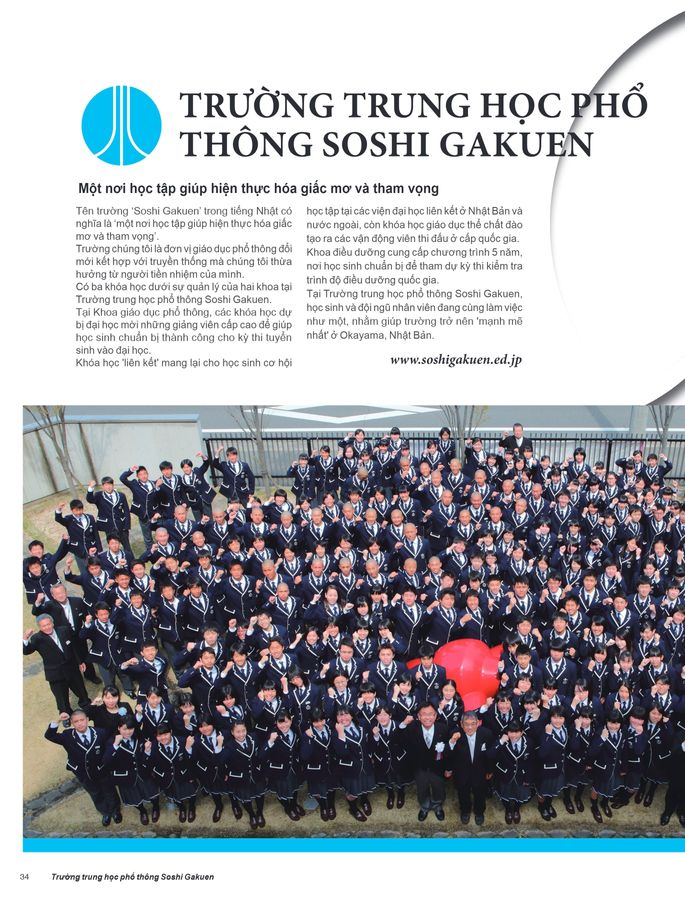 TRƯỜNG TRUNG HỌC PHỔ
THÔNG SOSHI GAKUEN
Một nơi học tập giúp hiện thực hóa giấc mơ và tham vọng
Tên trường ‘Soshi Gakuen’ trong tiếng Nhật có
nghĩa là ‘một nơi học tập giúp hiện thực hóa giấc
mơ và tham vọng’.
Trường chúng tôi là đơn vị giáo dục phổ thông đổi
mới kết hợp với truyền thống mà chúng tôi thừa
hưởng từ người tiền nhiệm của mình.
Có ba khóa học dưới sự quản lý của hai khoa tại
Trường trung học phổ thông Soshi Gakuen.
Tại Khoa giáo dục phổ thông, các khóa học dự
bị đại học mời những giảng viên cấp cao để giúp
học sinh chuẩn bị thành công cho kỳ thi tuyển
sinh vào đại học.
Khóa học 'liên kết' mang lại cho học sinh cơ hội
học tập tại các viện đại học liên kết ở Nhật Bản và
nước ngoài, còn khóa học giáo dục thể chất đào
tạo ra các vận động viên thi đấu ở cấp quốc gia.
Khoa điều dưỡng cung cấp chương trình 5 năm,
nơi học sinh chuẩn bị để tham dự kỳ thi kiểm tra
trình độ điều dưỡng quốc gia.
Tại Trường trung học phổ thông Soshi Gakuen,
học sinh và đội ngũ nhân viên đang cùng làm việc
như một, nhằm giúp trường trở nên 'mạnh mẽ
nhất' ở Okayama, Nhật Bản.
www.soshigakuen.ed.jp
34 Trường trung học phổ thông Soshi Gakuen